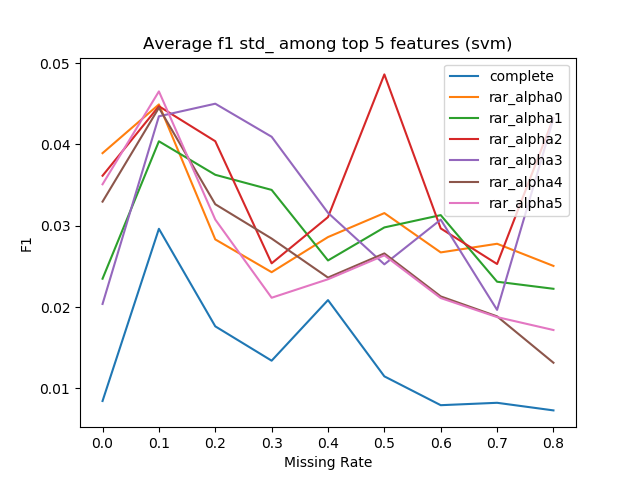 Average f1 std_ among top 5 features (svm)
0.05
0.04
0.03
0.02
0.01
F1
complete
rar_alpha0
rar_alpha1
rar_alpha2
rar_alpha3
rar_alpha4
rar_alpha5
0.0 0.1 0.2 0.3 0.4 0.5 0.6 0.7 0.8
Missing Rate